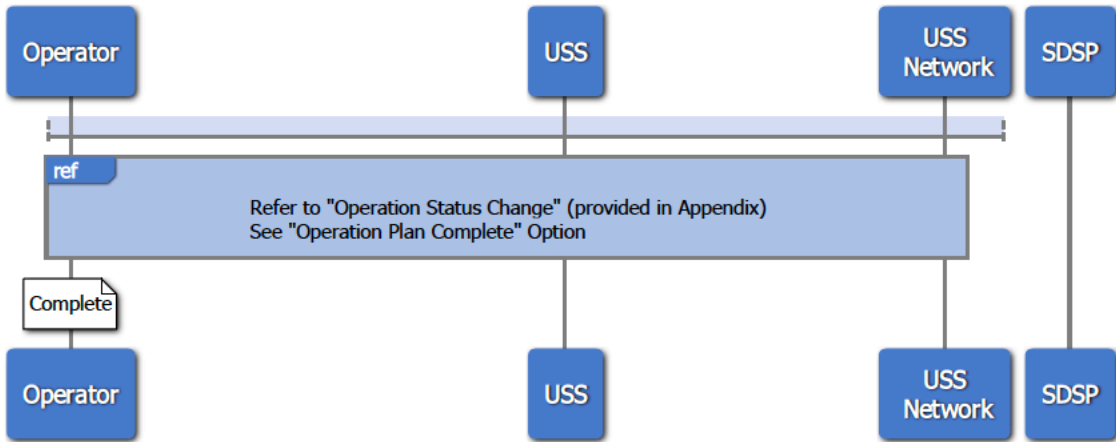 Operator
USS
USS
Network
SDSP
ref
Refer to "Operation Status Change" (provided in Appendix)
See "Operation Plan Complete" Option
Complete
Operator
USS
USS
Network
SDSP